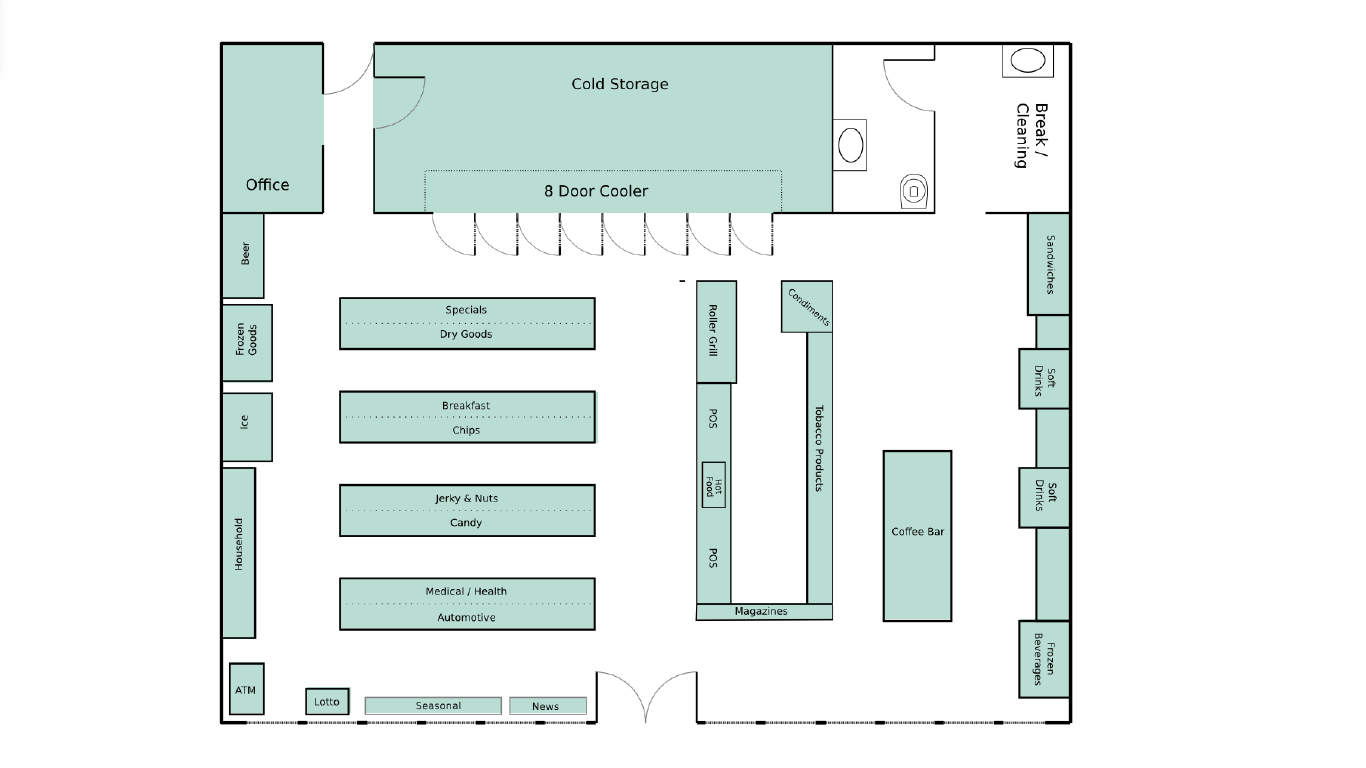 Cold Storage
Break /
Cleaning
Office
8 Door Cooler
Beer
Sandwiches
Specials
Dry Goods
Roller Grill
Condiments
Frozen
Goods
Soft
Drinks
Breakfast
Chips
POS
Tobacco Products
Ice
Jerky & Nuts
Candy
Hot
Food
Soft
Drinks
Coffee Bar
Household
POS
Medical / Health
Automotive
Magazines
Frozen
Beverages
ATM
Lotto
Seasonal
News